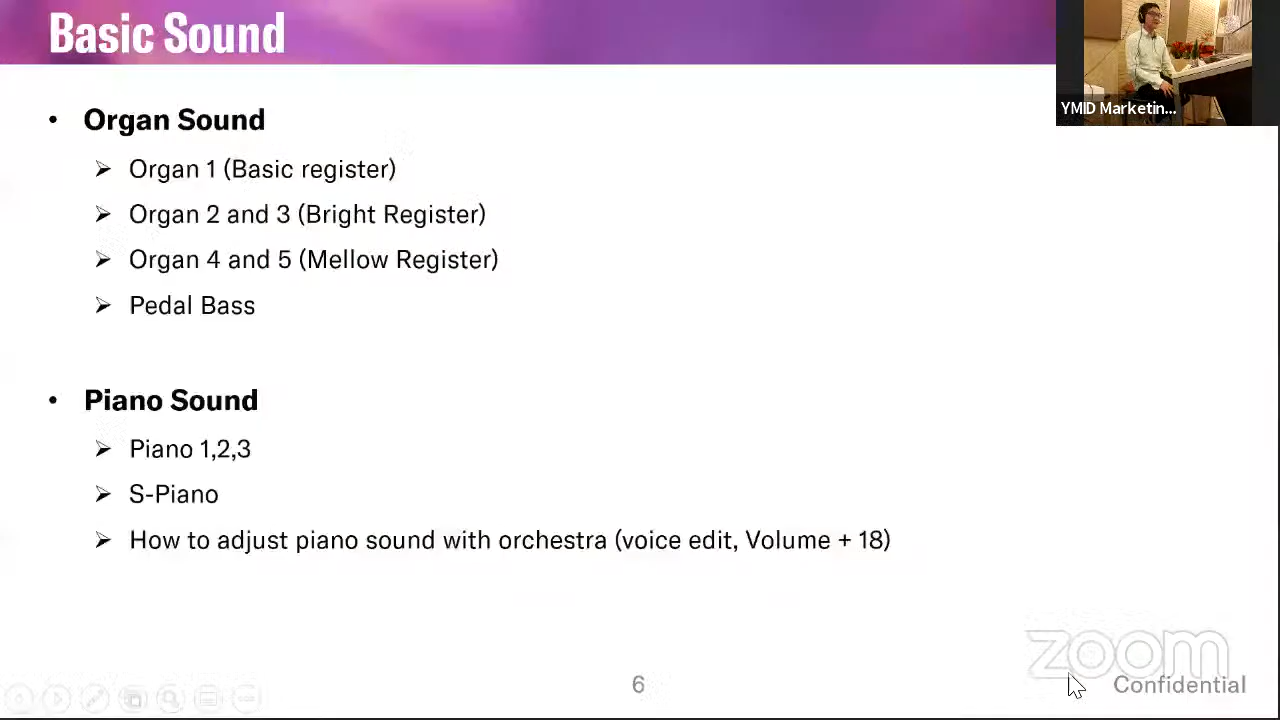 Basic Sound
YMID Marketin...
• Organ Sound
➢ Organ 1 (Basic register)
➢ Organ 2 and 3 (Bright Register)
➢ Organ 4 and 5 (Mellow Register)
➢ Pedal Bass
• Piano Sound
➢ Piano 1,2,3
➢ S-Piano
➢ How to adjust piano sound with orchestra (voice edit, Volume + 18)
zoom
6
Confidential